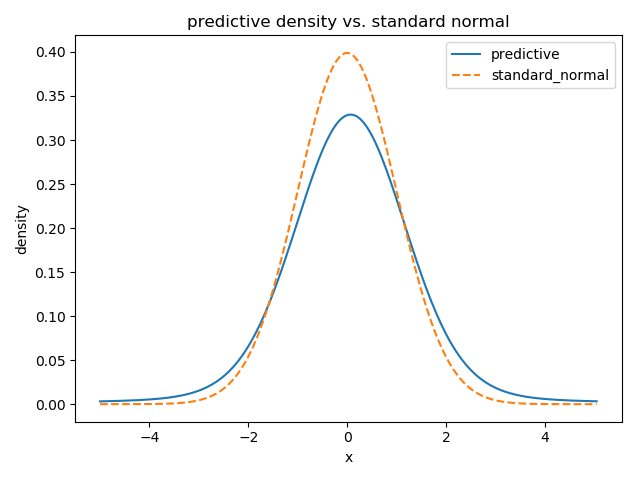 predictive density vs. standard normal
predictive
standard_normal
density
0.40
0.35
0.30
0.25
0.20
0.15
0.10
0.05
0.00
−4
−2
0
2
4
x